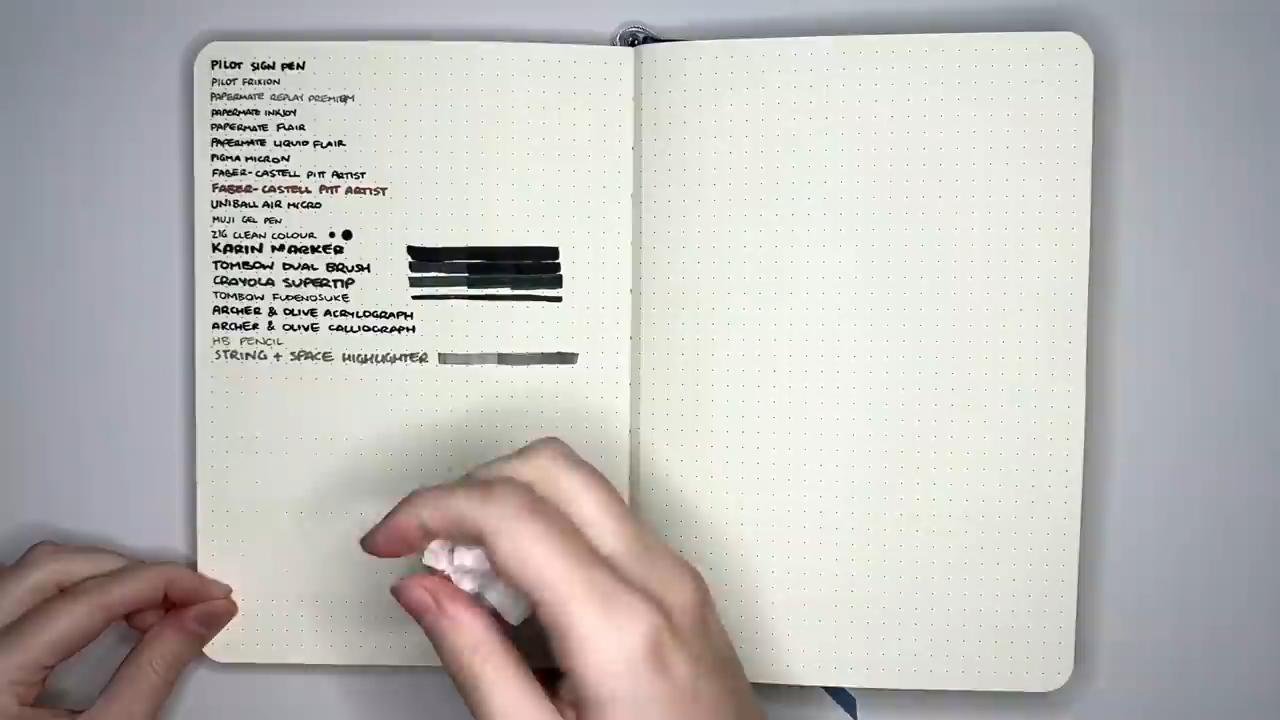 PILOT SIGN PEN
PILOT FRIXION
PAPERMATE REPLAY PREMIUM
PAPERMATE INKJOY
PAPERMATE FLAIR
PAPERMATE LIQUID FLAIR
PIGMA MICRON
FABER-CASTELL PITT ARTIST
FABER-CASTELL PITT ARTIST
UNIBALL AIR MICRO
MUJI GEL PEN
ZIG CLEAN COLOUR
KARIN MARKER
TOMBOW DUAL BRUSH
CRAYOLA SUPERTIP
TOMBOW FUDENOSUKE
ARCHER & OLIVE ACRYLOGRAPH
ARCHER & OLIVE CALLIOGRAPH
HB PENCIL
STRING + SPACE HIGHLIGHTER